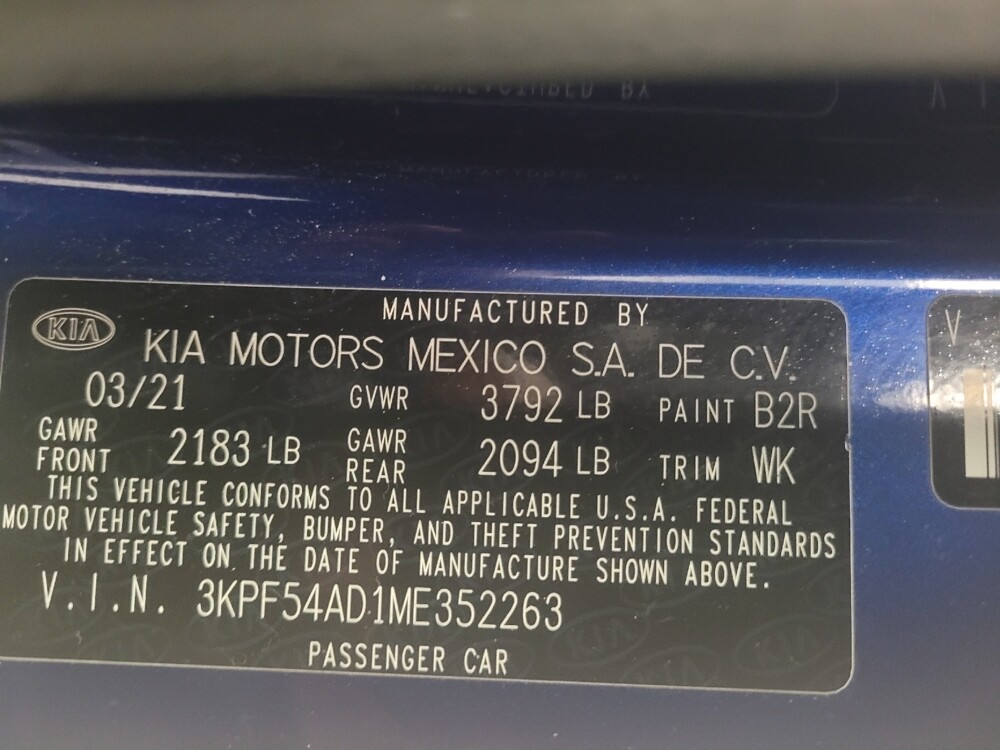 MANUFACTURED BY
KIA
KIA MOTORS MEXICO S.A. DE C.V.
03/21 GVWR 3792 LB PAINT B2R
GAWR FRONT 2183 LB GAWR REAR 2094 LB TRIM WK
THIS VEHICLE CONFORMS TO ALL APPLICABLE U.S.A. FEDERAL
MOTOR VEHICLE SAFETY, BUMPER, AND THEFT PREVENTION STANDARDS
IN EFFECT ON THE DATE OF MANUFACTURE SHOWN ABOVE.
V.I.N. 3KPF54AD1ME352263
PASSENGER CAR
V